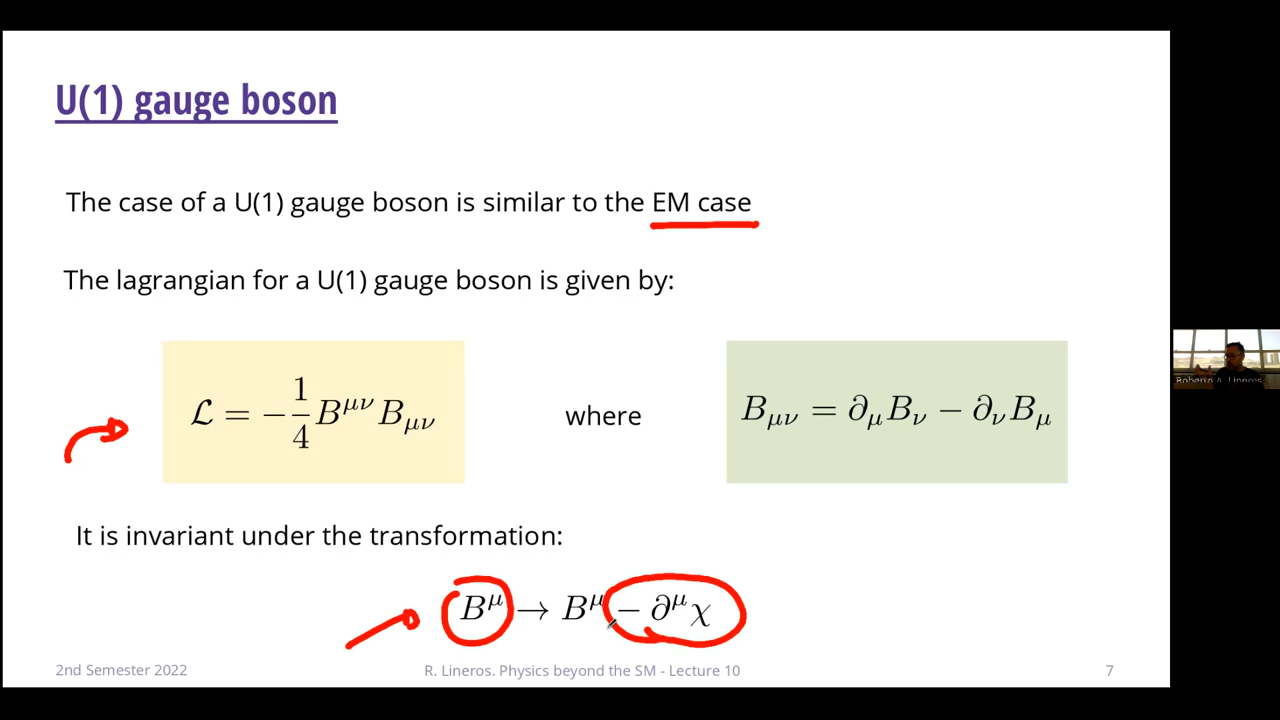 U(1) gauge boson
The case of a U(1) gauge boson is similar to the EM case
The lagrangian for a U(1) gauge boson is given by:
ℒ = −1/4 B^{μν} B_{μν}
where
B_{μν} = ∂_μ B_ν − ∂_ν B_μ
It is invariant under the transformation:
B^μ → B^μ − ∂^μ χ
2nd Semester 2022
R. Lineros. Physics beyond the SM - Lecture 10
7
Roberto A. Lineros